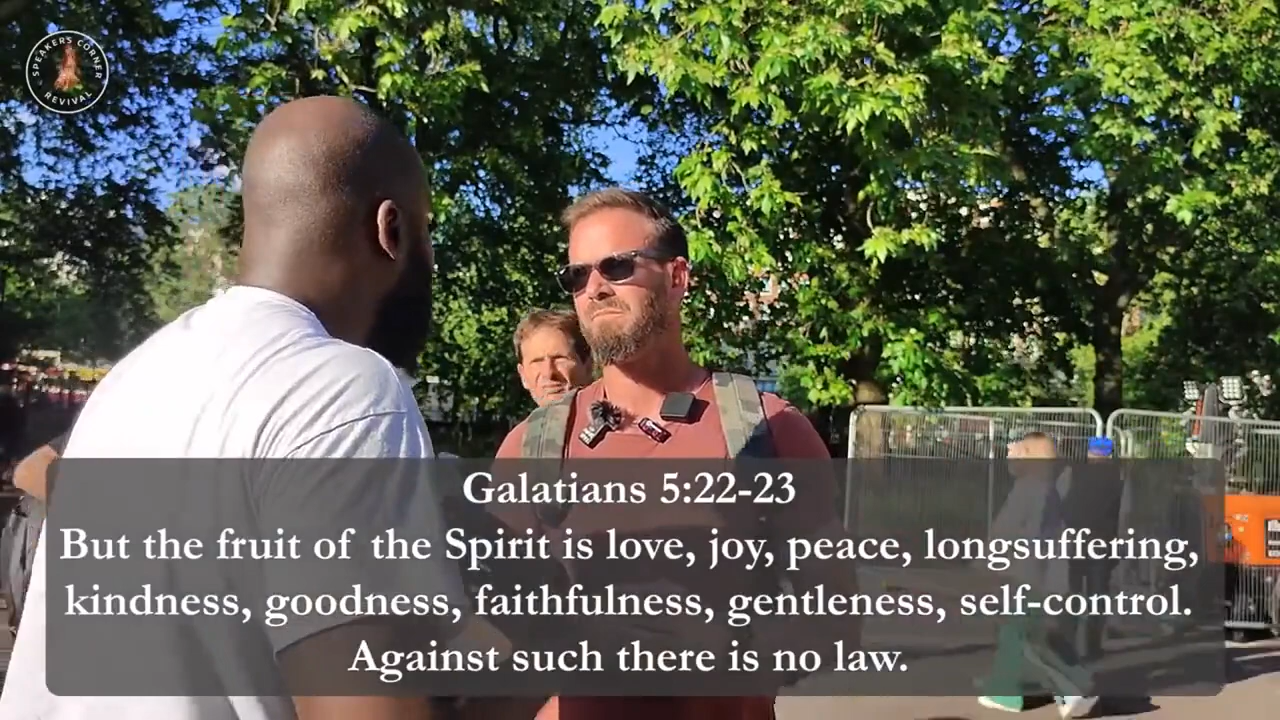 SPEAKERS CORNER
REVIVAL
Galatians 5:22-23
But the fruit of the Spirit is love, joy, peace, longsuffering,
kindness, goodness, faithfulness, gentleness, self-control.
Against such there is no law.